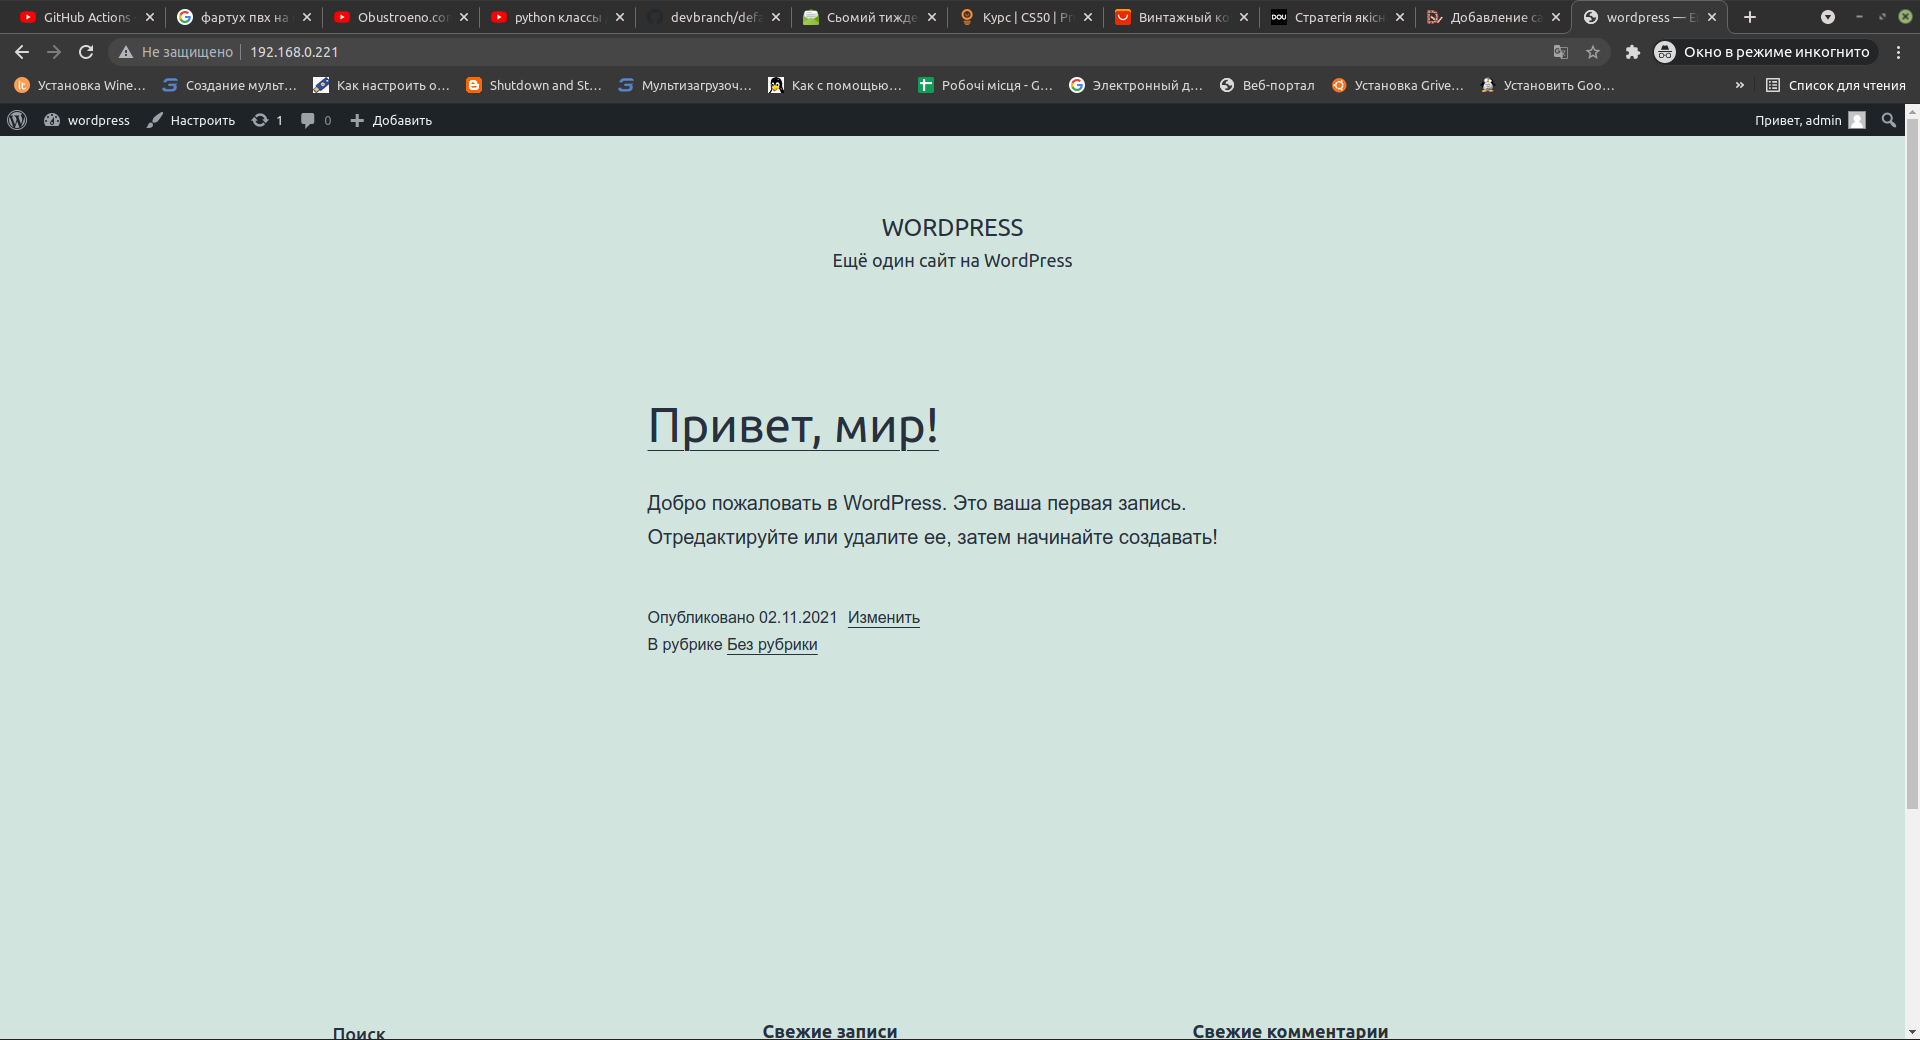 GitHub Actions
фартух пвх на
Obustroeno.co
python классы
devbranch/defa
Сьомий тижде
Курс | CS50 | Pr
Винтажный ко
Стратегія якісн
Добавление са
wordpress — Е
Не защищено
192.168.0.221
Окно в режиме инкогнито
Установка Wine…
Создание мульт…
Как настроить о…
Shutdown and St…
Мультизагрузоч…
Как с помощью…
Робочі місця - G…
Электронный д…
Веб-портал
Установка Grive…
Установить Goo…
»
Список для чтения
wordpress
Настроить
1
0
Добавить
Привет, admin
WORDPRESS
Ещё один сайт на WordPress
Привет, мир!
Добро пожаловать в WordPress. Это ваша первая запись.
Отредактируйте или удалите ее, затем начинайте создавать!
Опубликовано 02.11.2021 Изменить
В рубрике Без рубрики
Поиск
Свежие записи
Свежие комментарии